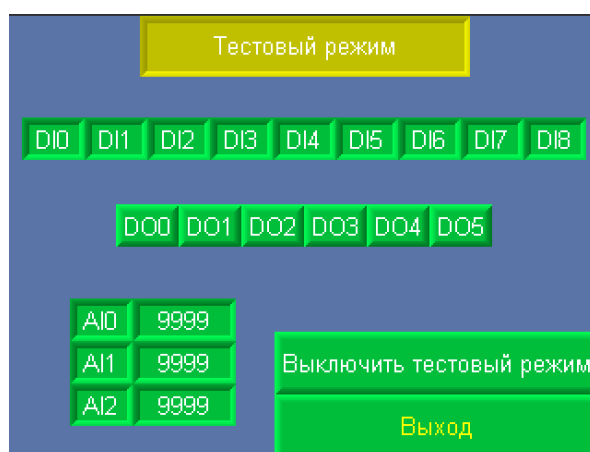 Тестовый режим
DI0 DI1 DI2 DI3 DI4 DI5 DI6 DI7 DI8
DO0 DO1 DO2 DO3 DO4 DO5
AI0 9999
AI1 9999
AI2 9999
Выключить тестовый режим
Выход